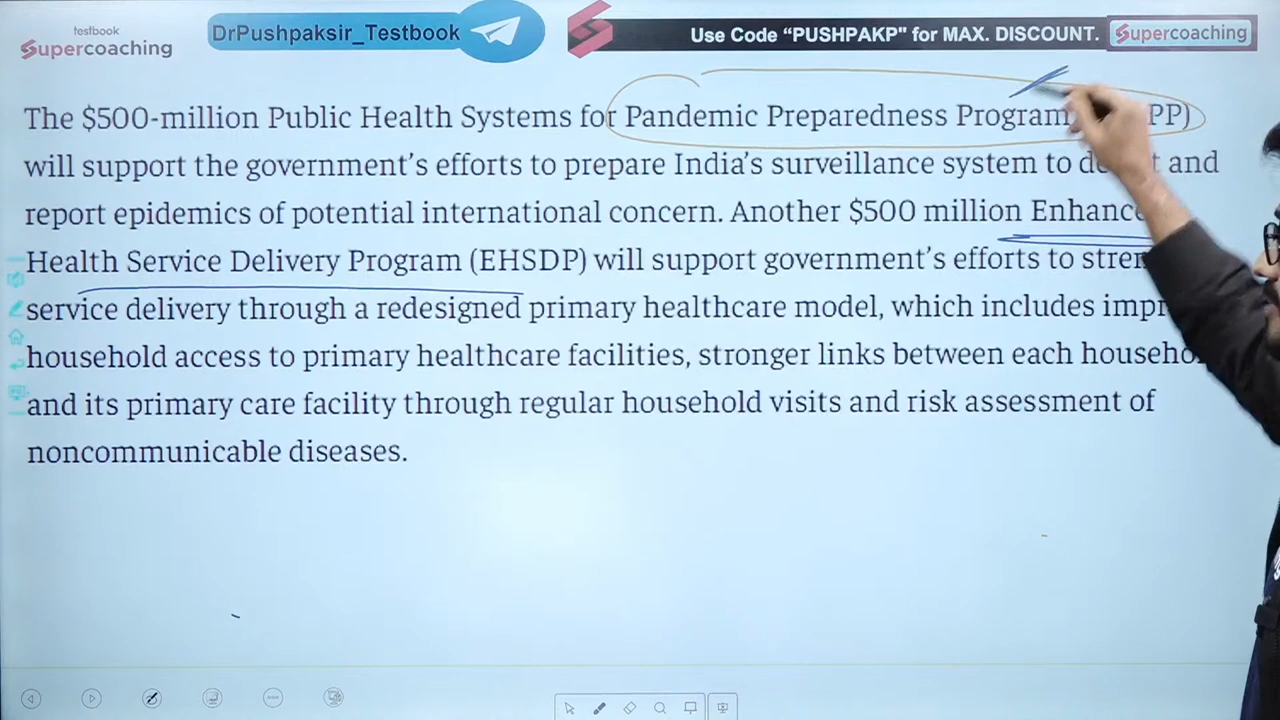 testbook
Supercoaching
DrPushpaksir_Testbook
Use Code “PUSHPAKP" for MAX. DISCOUNT.
Supercoaching
The $500-million Public Health Systems for Pandemic Preparedness Program PP)
will support the government’s efforts to prepare India’s surveillance system to and
report epidemics of potential international concern. Another $500 million
Health Service Delivery Program (EHSDP) will support government’s efforts to
service delivery through a redesigned primary healthcare model, which includes
household access to primary healthcare facilities, stronger links between each
and its primary care facility through regular household visits and risk assessment of
noncommunicable diseases.